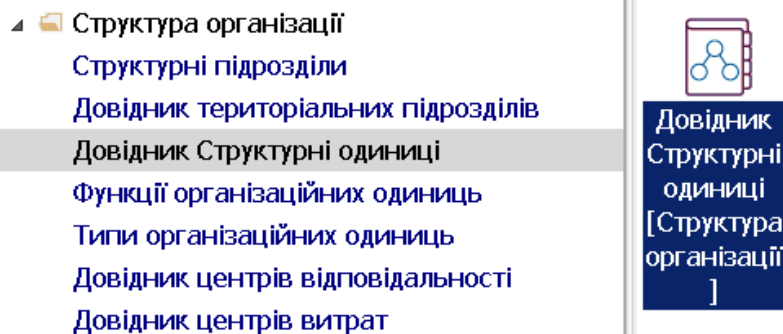 Структура організації
Структурні підрозділи
Довідник територіальних підрозділів
Довідник Структурні одиниці
Функції організаційних одиниць
Типи організаційних одиниць
Довідник центрів відповідальності
Довідник центрів витрат
Довідник
Структурні
одиниці
[Структура
організації
]